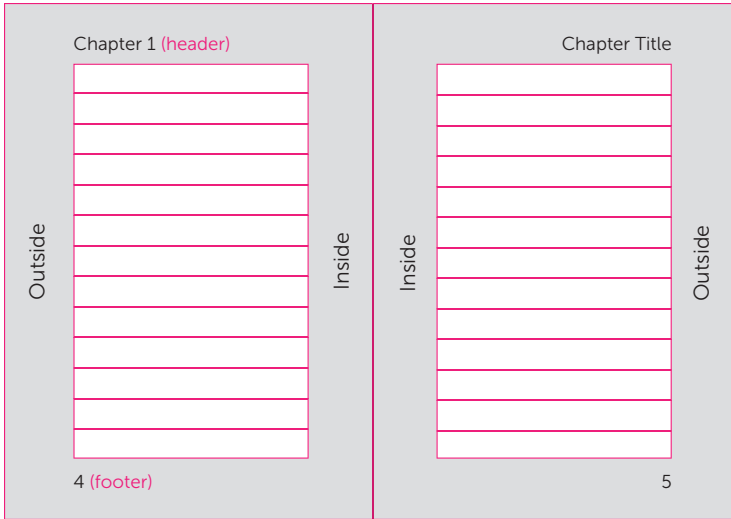 Chapter 1 (header)
Outside
Inside
4 (footer)
Chapter Title
Inside
Outside
5